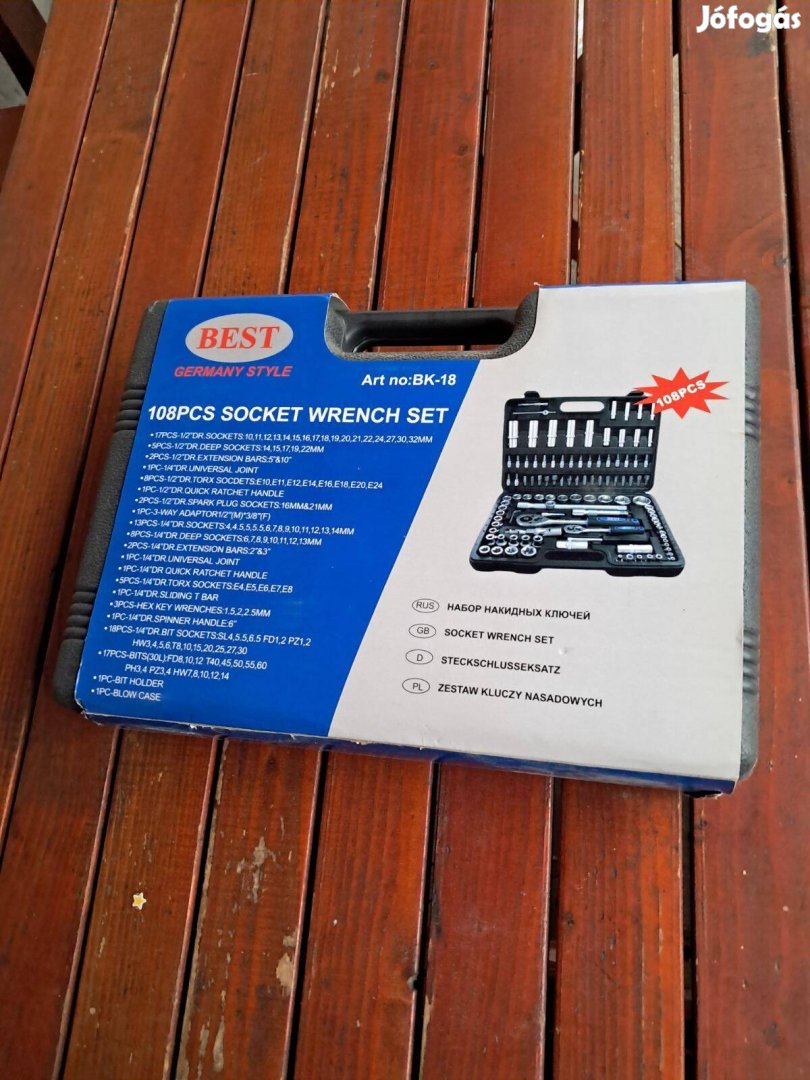 Jófogás
BEST
GERMANY STYLE
Art no:BK-18
108PCS SOCKET WRENCH SET
108PCS
•17PCS-1/2"DR.SOCKETS:10,11,12,13,14,15,16,17,18,19,20,21,22,24,27,30,32MM
•5PCS-1/2"DR.DEEP SOCKETS:14,15,17,19,22MM
•2PCS-1/2"DR.EXTENSION BARS:5"&10"
•1PC-1/4"DR.UNIVERSAL JOINT
•8PCS-1/2"DR.TORX SOCDETS:E10,E11,E12,E14,E16,E18,E20,E24
•1PC-1/2"DR.QUICK RATCHET HANDLE
•2PCS-1/2"DR.SPARK PLUG SOCKETS:16MM&21MM
•1PC-3-WAY ADAPTOR1/2"(M)*3/8"(F)
•13PCS-1/4"DR.SOCKETS:4,4.5,5,5.5,6,7,8,9,10,11,12,13,14MM
•8PCS-1/4"DR.DEEP SOCKETS:6,7,8,9,10,11,12,13MM
•2PCS-1/4"DR.EXTENSION BARS:2"&3"
•1PC-1/4"DR.UNIVERSAL JOINT
•1PC-1/4"DR QUICK RATCHET HANDLE
•5PCS-1/4"DR.TORX SOCKETS:E4,E5,E6,E7,E8
•1PC-1/4"DR.SLIDING T BAR
•3PCS-HEX KEY WRENCHES:1.5,2,2.5MM
•1PC-1/4"DR.SPINNER HANDLE:6"
•18PCS-1/4"DR.BIT SOCKETS:SL4,5.5,6.5 FD1,2 PZ1,2
HW3,4,5,6,T8,10,15,20,25,27,30
•17PCS-BITS(30L):FD8,10,12 T40,45,50,55,60
PH3,4 PZ3,4 HW7,8,10,12,14
•1PC-BIT HOLDER
•1PC-BLOW CASE
RUS НАБОР НАКИДНЫХ КЛЮЧЕЙ
GB SOCKET WRENCH SET
D STECKSCHLUSSEKSATZ
PL ZESTAW KLUCZY NASADOWYCH